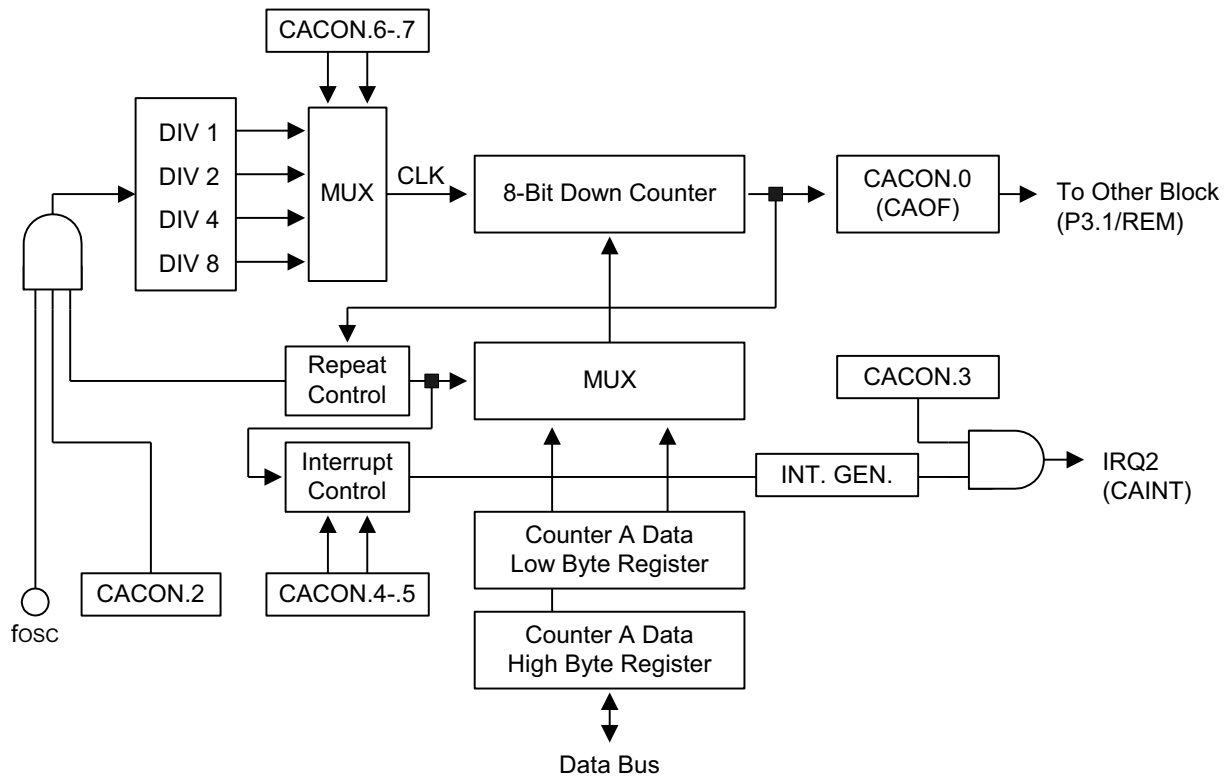 CACON.6-.7
DIV 1
DIV 2
DIV 4
DIV 8
MUX
CLK
8-Bit Down Counter
CACON.0
(CAOF)
To Other Block
(P3.1/REM)
Repeat
Control
MUX
CACON.3
Interrupt
Control
INT. GEN.
IRQ2
(CAINT)
Counter A Data
Low Byte Register
CACON.2
CACON.4-.5
fosc
Counter A Data
High Byte Register
Data Bus